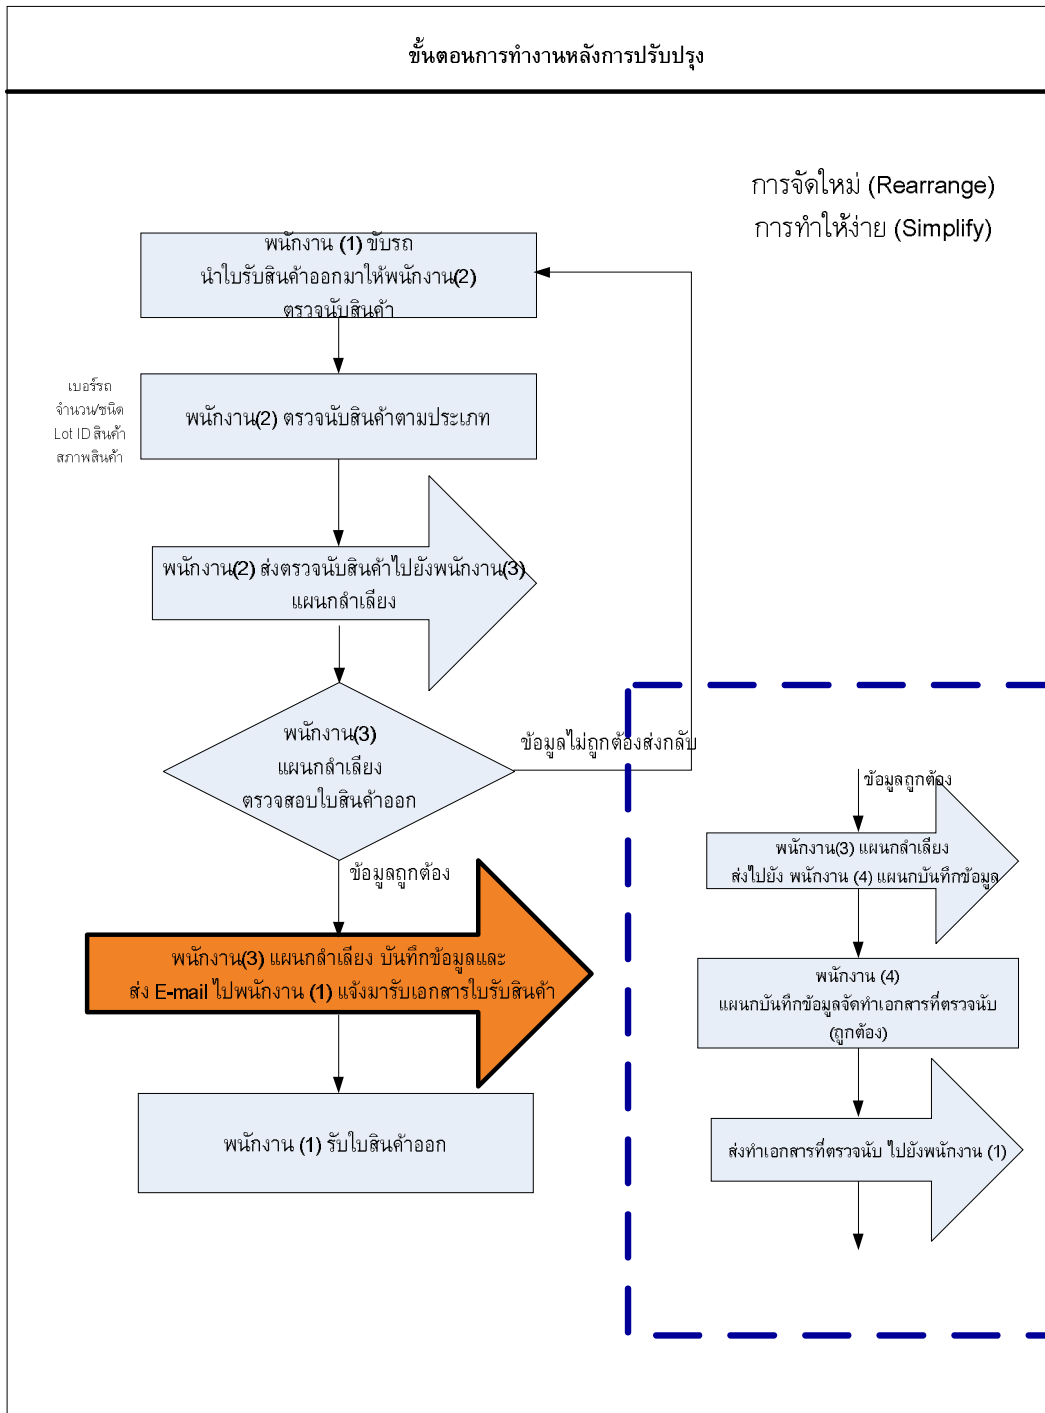 ขั้นตอนการทำงานหลังการปรับปรุง
การจัดใหม่ (Rearrange)
การทำให้ง่าย (Simplify)
พนักงาน (1) ขับรถ
นำใบรับสินค้าออกมาให้พนักงาน(2)
ตรวจนับสินค้า
เบอร์รถ
จำนวน/ชนิด
Lot ID สินค้า
สภาพสินค้า
พนักงาน(2) ตรวจนับสินค้าตามประเภท
พนักงาน(2) ส่งตรวจนับสินค้าไปยังพนักงาน(3)
แผนกลำเลียง
พนักงาน(3)
แผนกลำเลียง
ตรวจสอบใบสินค้าออก
ข้อมูลไม่ถูกต้องส่งกลับ
ข้อมูลถูกต้อง
พนักงาน(3) แผนกลำเลียง บันทึกข้อมูลและ
ส่ง E-mail ไปพนักงาน (1) แจ้งมารับเอกสารใบรับสินค้า
พนักงาน (1) รับใบสินค้าออก
ข้อมูลถูกต้อง
พนักงาน(3) แผนกลำเลียง
ส่งไปยัง พนักงาน (4) แผนกบันทึกข้อมูล
พนักงาน (4)
แผนกบันทึกข้อมูลจัดทำเอกสารที่ตรวจนับ
(ถูกต้อง)
ส่งทำเอกสารที่ตรวจนับ ไปยังพนักงาน (1)